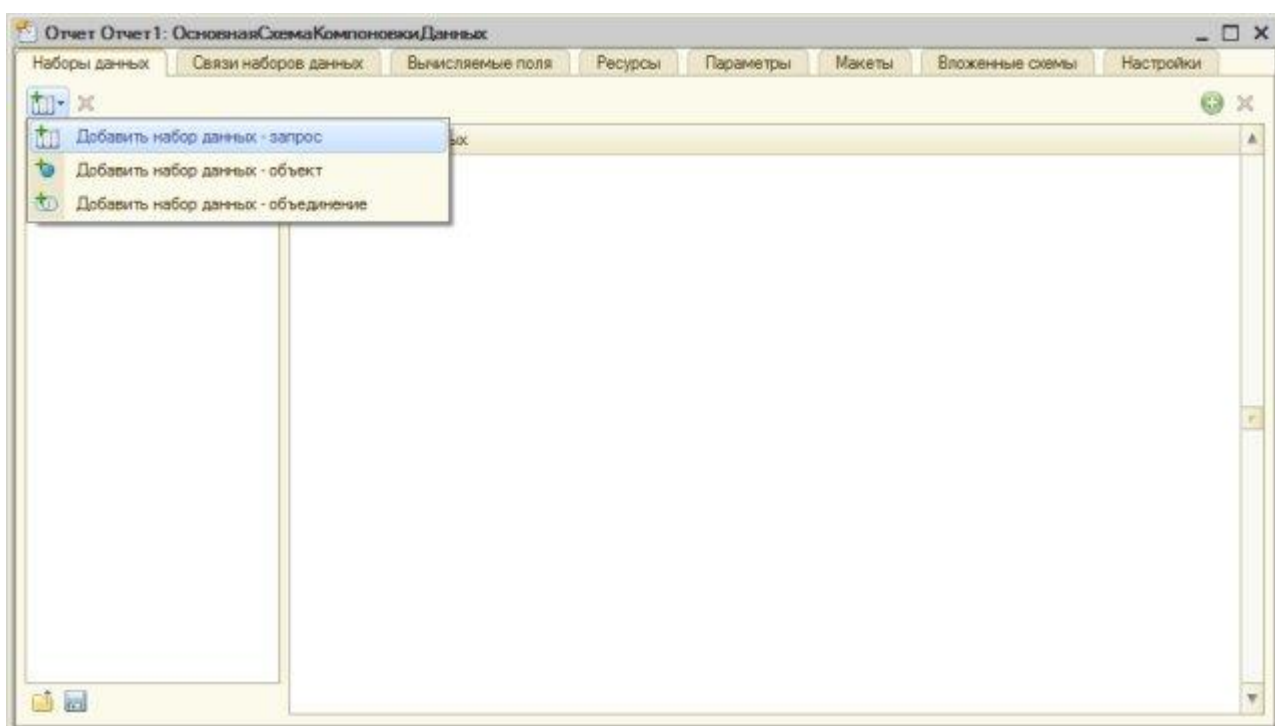 Отчет Отчет1: ОсновнаяСхемаКомпоновкиДанных
Наборы данных Связи наборов данных Вычисляемые поля Ресурсы Параметры Макеты Вложенные схемы Настройки
Добавить набор данных - запрос
Добавить набор данных - объект
Добавить набор данных - объединение